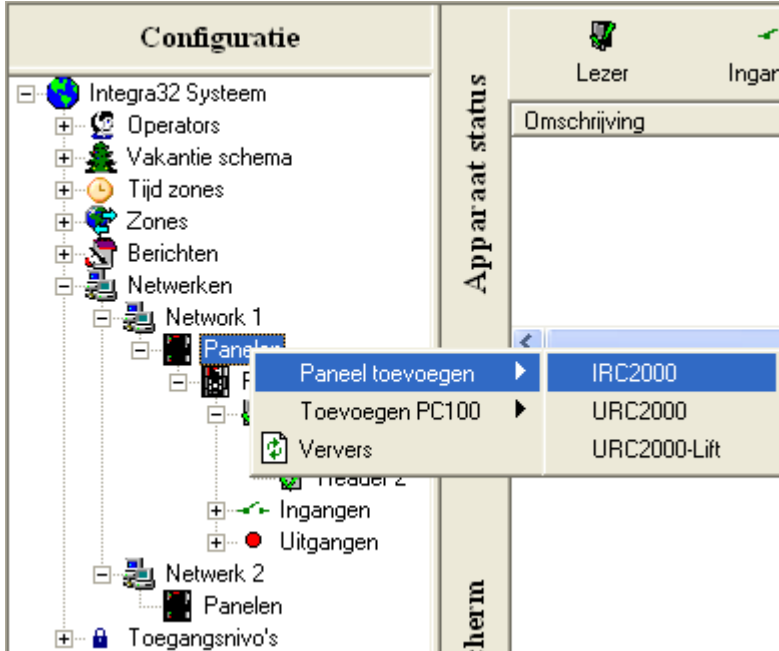 Configuratie
Integra32 Systeem
Operators
Vakantie schema
Tijd zones
Zones
Berichten
Netwerken
Network 1
Panelen
Ingangen
Uitgangen
Netwerk 2
Panelen
Toegangsnivo's
Paneel toevoegen
Toevoegen PC100
Ververs
IRC2000
URC2000
URC2000-Lift
Apparaat status
Lezer
Omschrijving